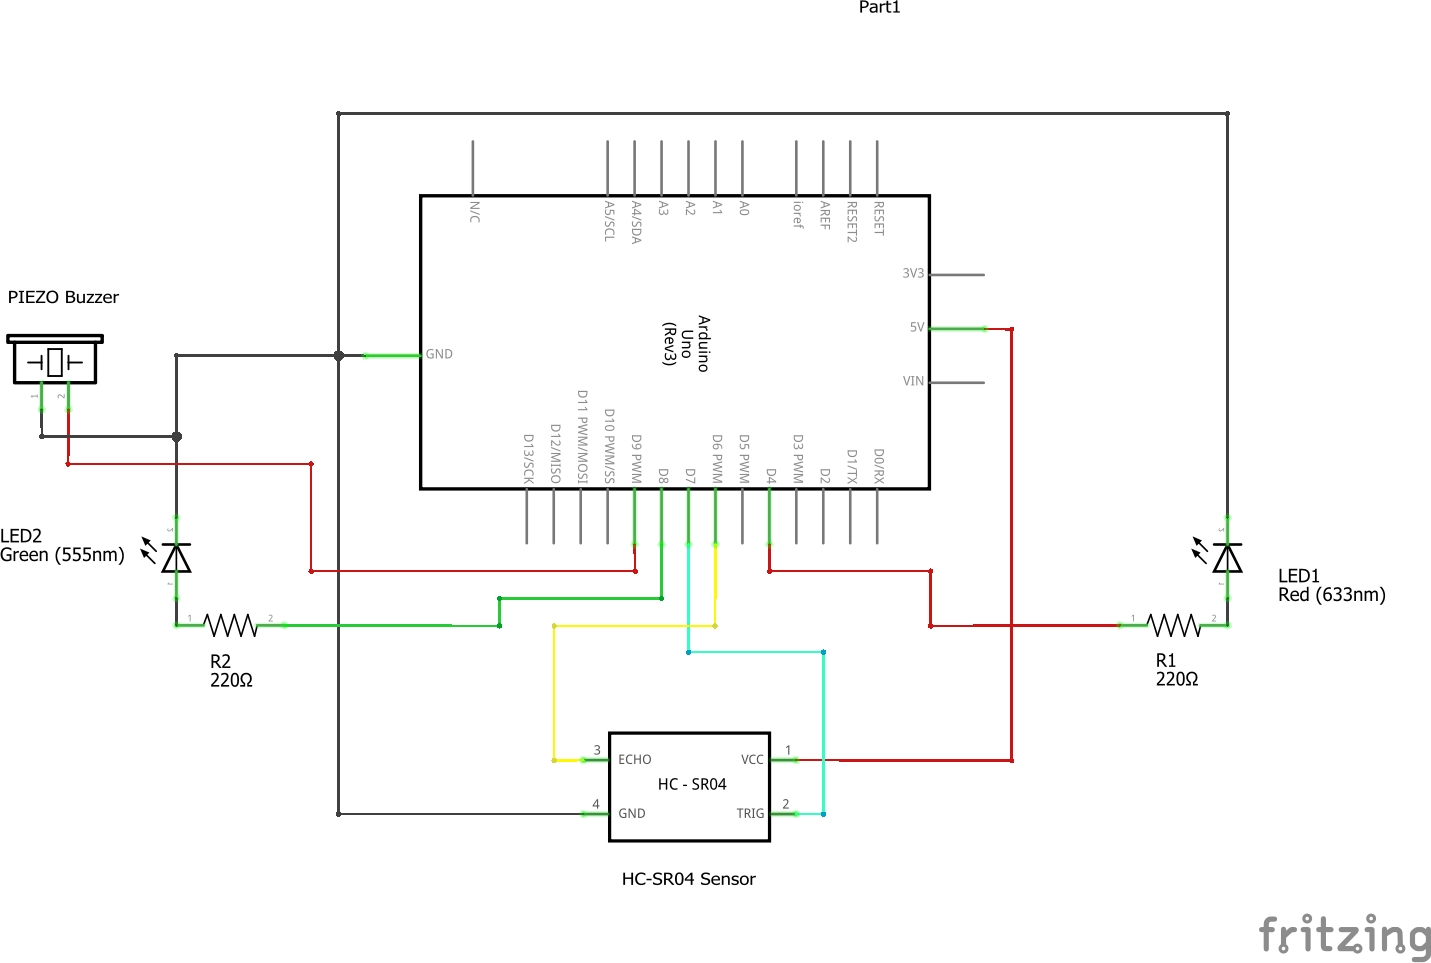 Part1
N/C
A5/SCL
A4/SDA
A3
A2
A1
A0
ioref
AREF
RESET2
RESET
3V3
5V
VIN
GND
Arduino
Uno
(Rev3)
PIEZO Buzzer
1
2
D13/SCK
D12/MISO
D11 PWM/MOSI
D10 PWM/SS
D9 PWM
D8
D7
D6 PWM
D5 PWM
D4
D3 PWM
D2
D1/TX
D0/RX
LED2
Green (555nm)
LED1
Red (633nm)
1
2
R2
220Ω
1
2
R1
220Ω
3
ECHO
VCC
1
HC - SR04
4
GND
TRIG
2
HC-SR04 Sensor
fritzing